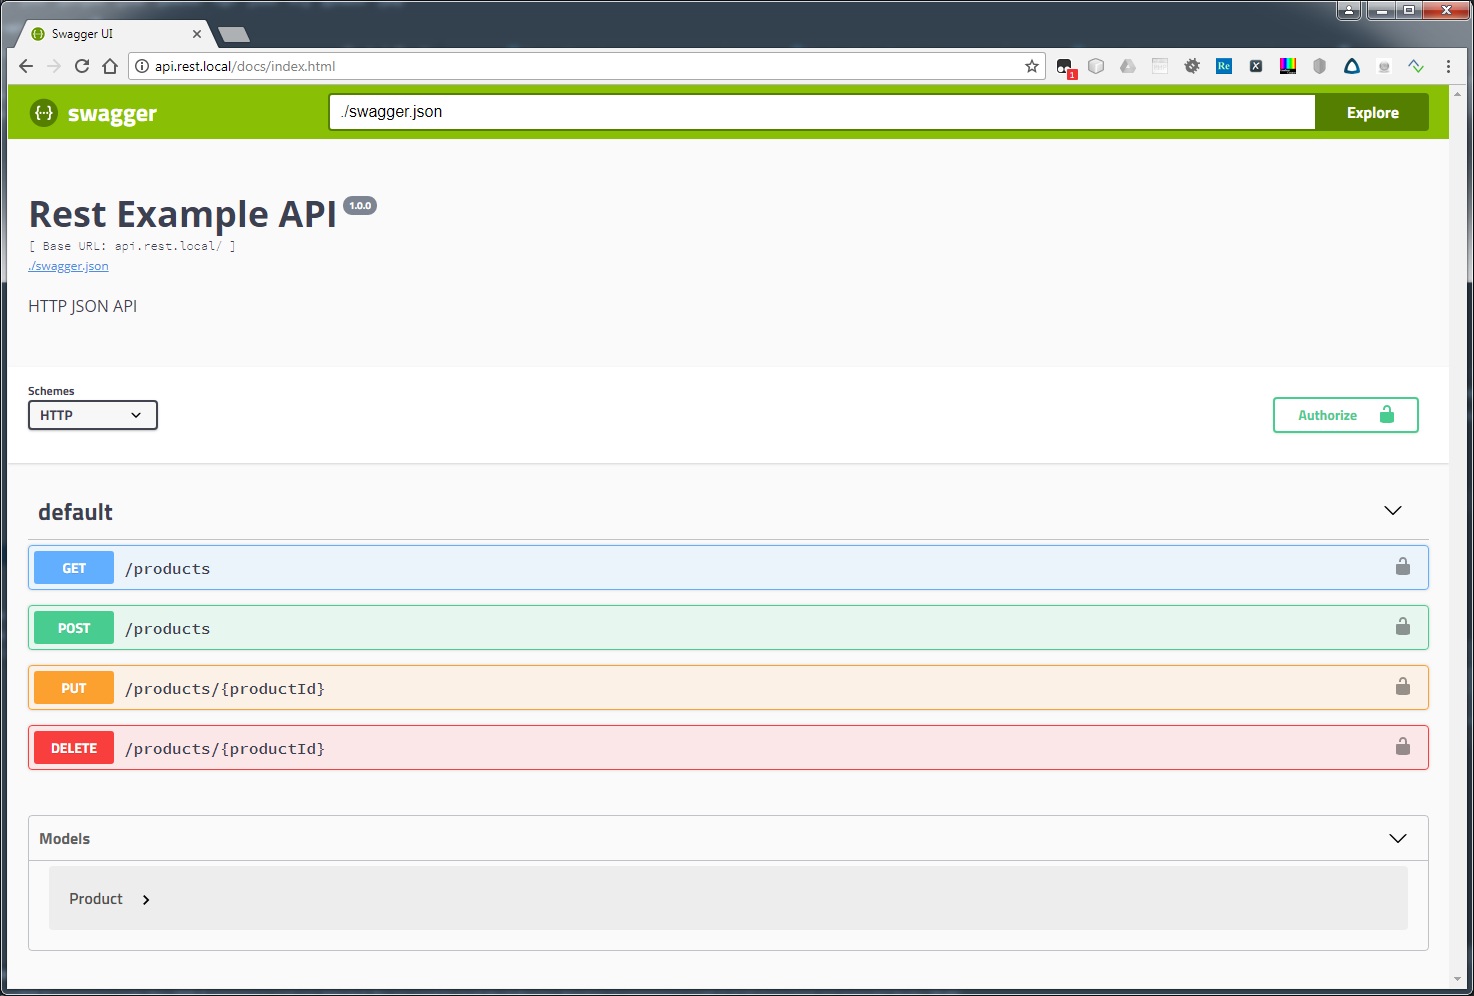 Swagger UI
api.rest.local/docs/index.html
1
Re
X
{··} swagger
./swagger.json
Explore
Rest Example API 1.0.0
[ Base URL: api.rest.local/ ]
./swagger.json
HTTP JSON API
Schemes
HTTP
Authorize
default
GET /products
POST /products
PUT /products/{productId}
DELETE /products/{productId}
Models
Product